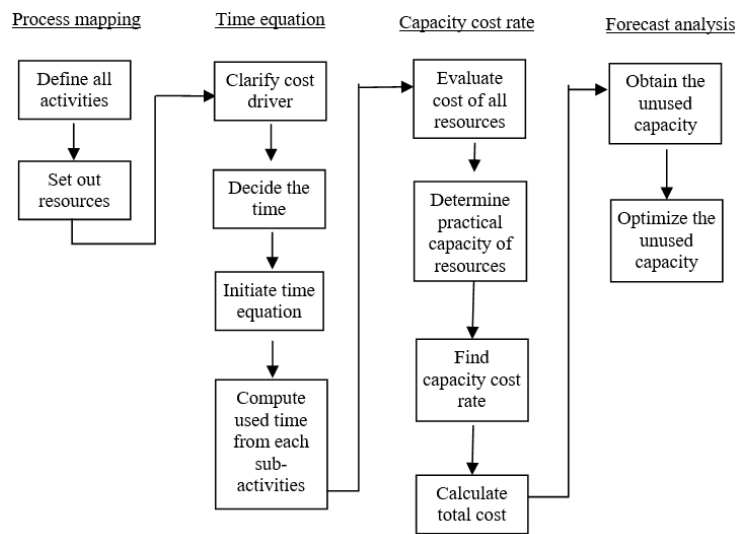 Process mapping
Define all
activities
Set out
resources
Time equation
Clarify cost
driver
Decide the
time
Initiate time
equation
Compute
used time
from each
sub-
activities
Capacity cost rate
Evaluate
cost of all
resources
Determine
practical
capacity of
resources
Find
capacity cost
rate
Calculate
total cost
Forecast analysis
Obtain the
unused
capacity
Optimize the
unused
capacity